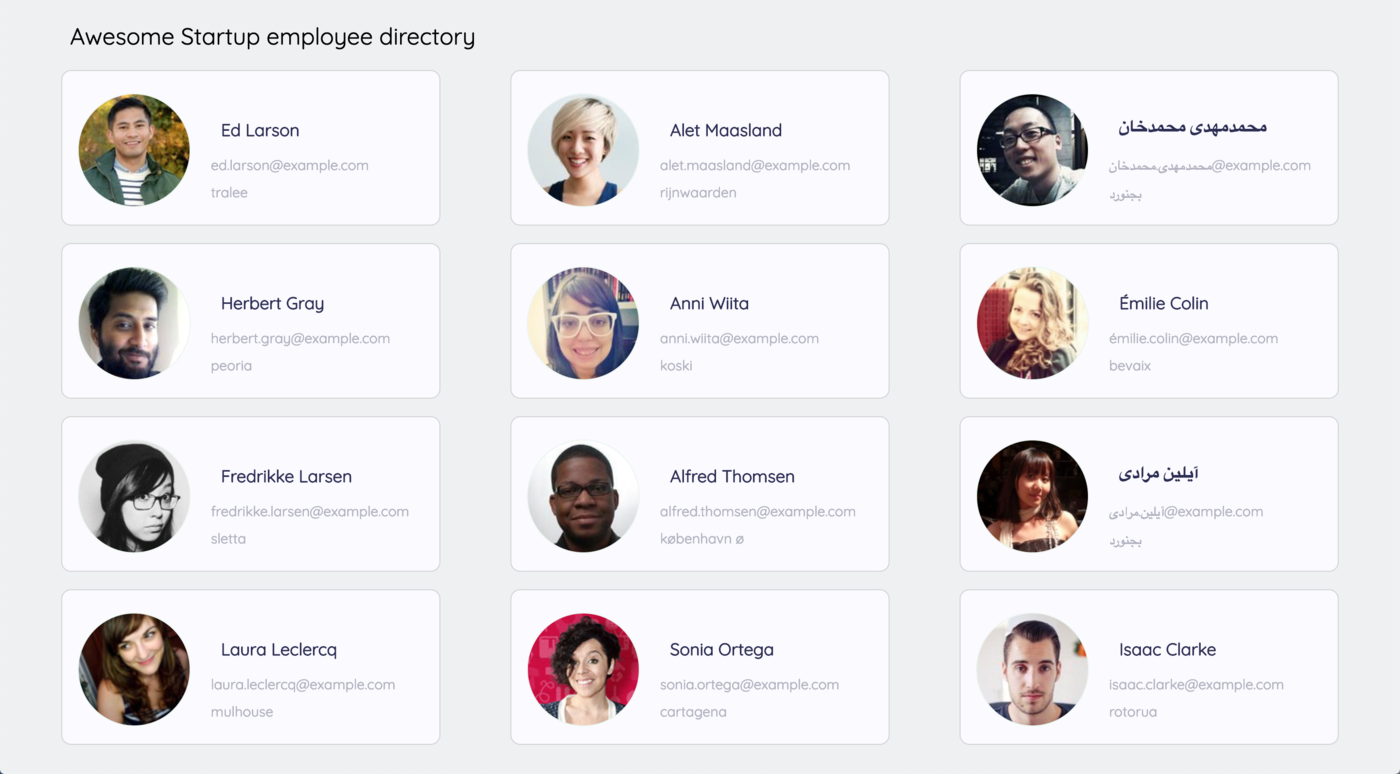 Awesome Startup employee directory
Ed Larson
ed.larson@example.com
tralee
Alet Maasland
alet.maasland@example.com
rijnwaarden
محمدمهدی محمدخان
محمدمهدی.محمدخان@example.com
بجنورد
Herbert Gray
herbert.gray@example.com
peoria
Anni Wiita
anni.wiita@example.com
koski
Émilie Colin
émilie.colin@example.com
bevaix
Fredrikke Larsen
fredrikke.larsen@example.com
sletta
Alfred Thomsen
alfred.thomsen@example.com
københavn ø
آیلین مرادی
آیلین.مرادی@example.com
بجنورد
Laura Leclercq
laura.leclercq@example.com
mulhouse
Sonia Ortega
sonia.ortega@example.com
cartagena
Isaac Clarke
isaac.clarke@example.com
rotorua